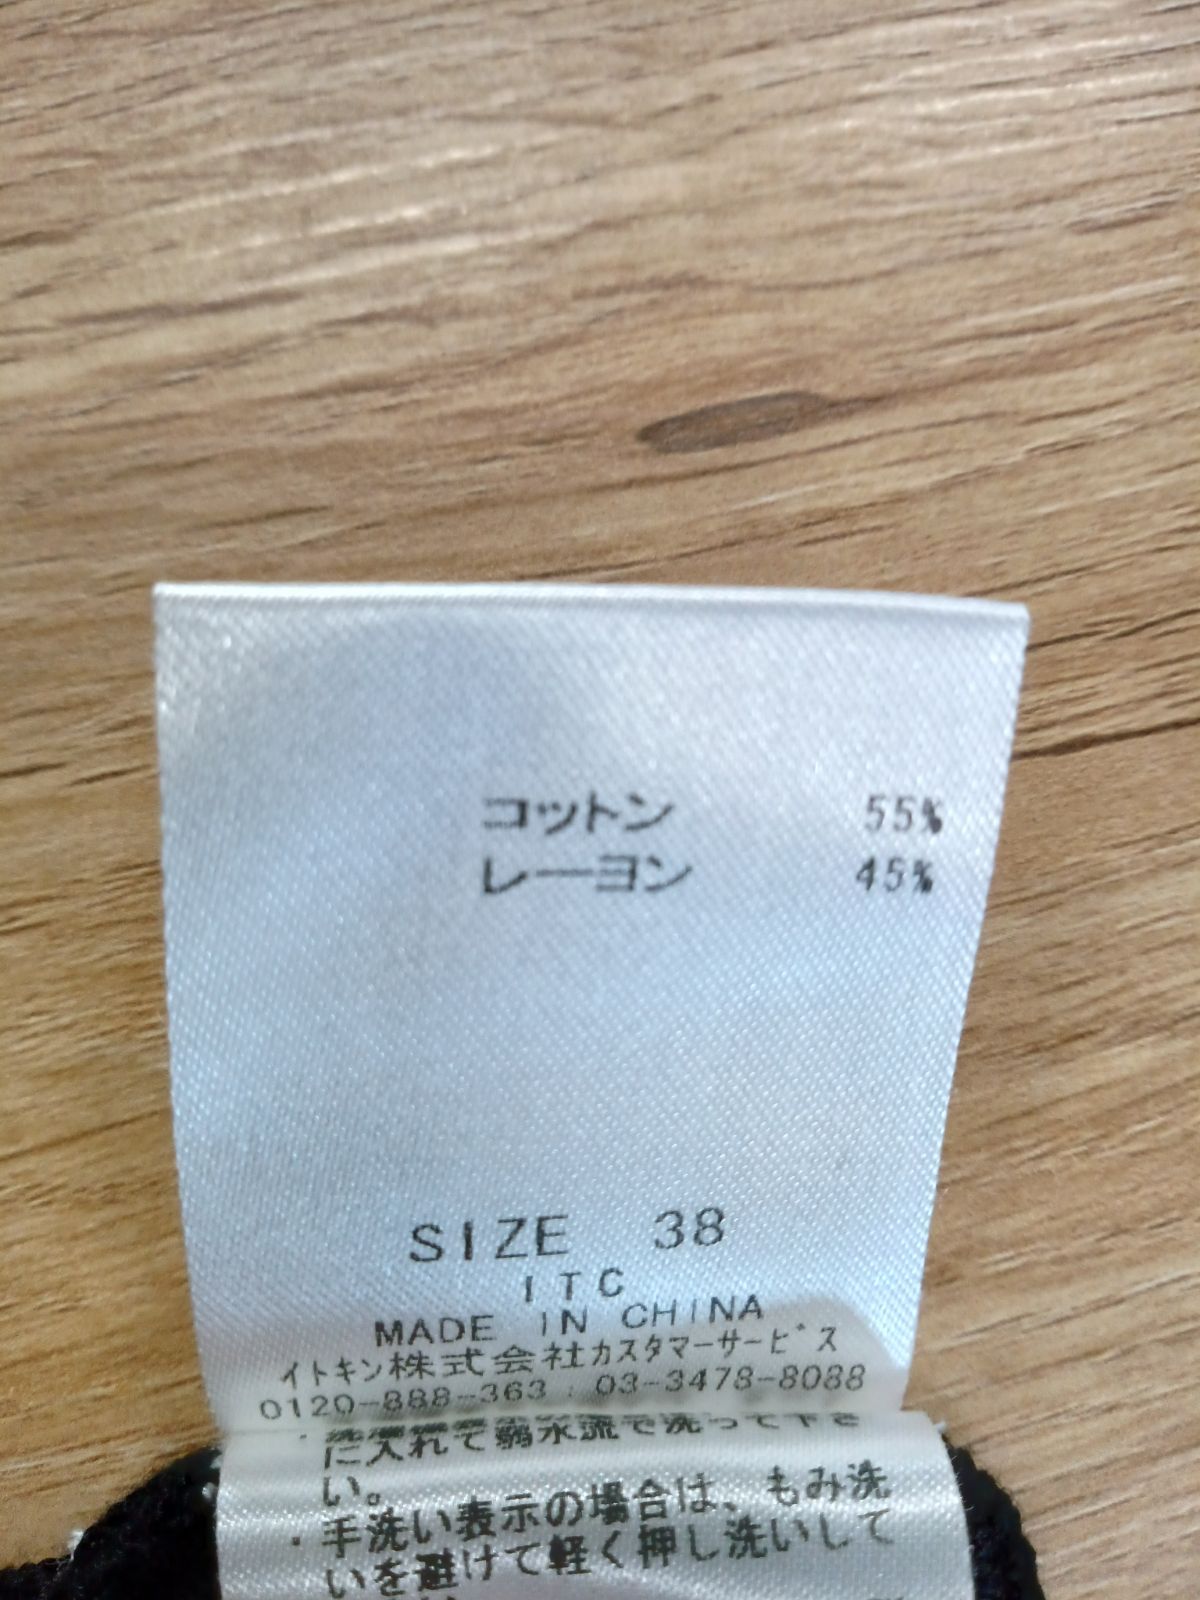 コットン 55%
レーヨン 45%
SIZE 38
ITC
MADE IN CHINA
イトキン株式会社カスタマーサービス
0120-888-363 : 03-3478-8088
に入れて弱水流で洗って下さ
い。
・手洗い表示の場合は、もみ洗
いを避けて軽く押し洗いして